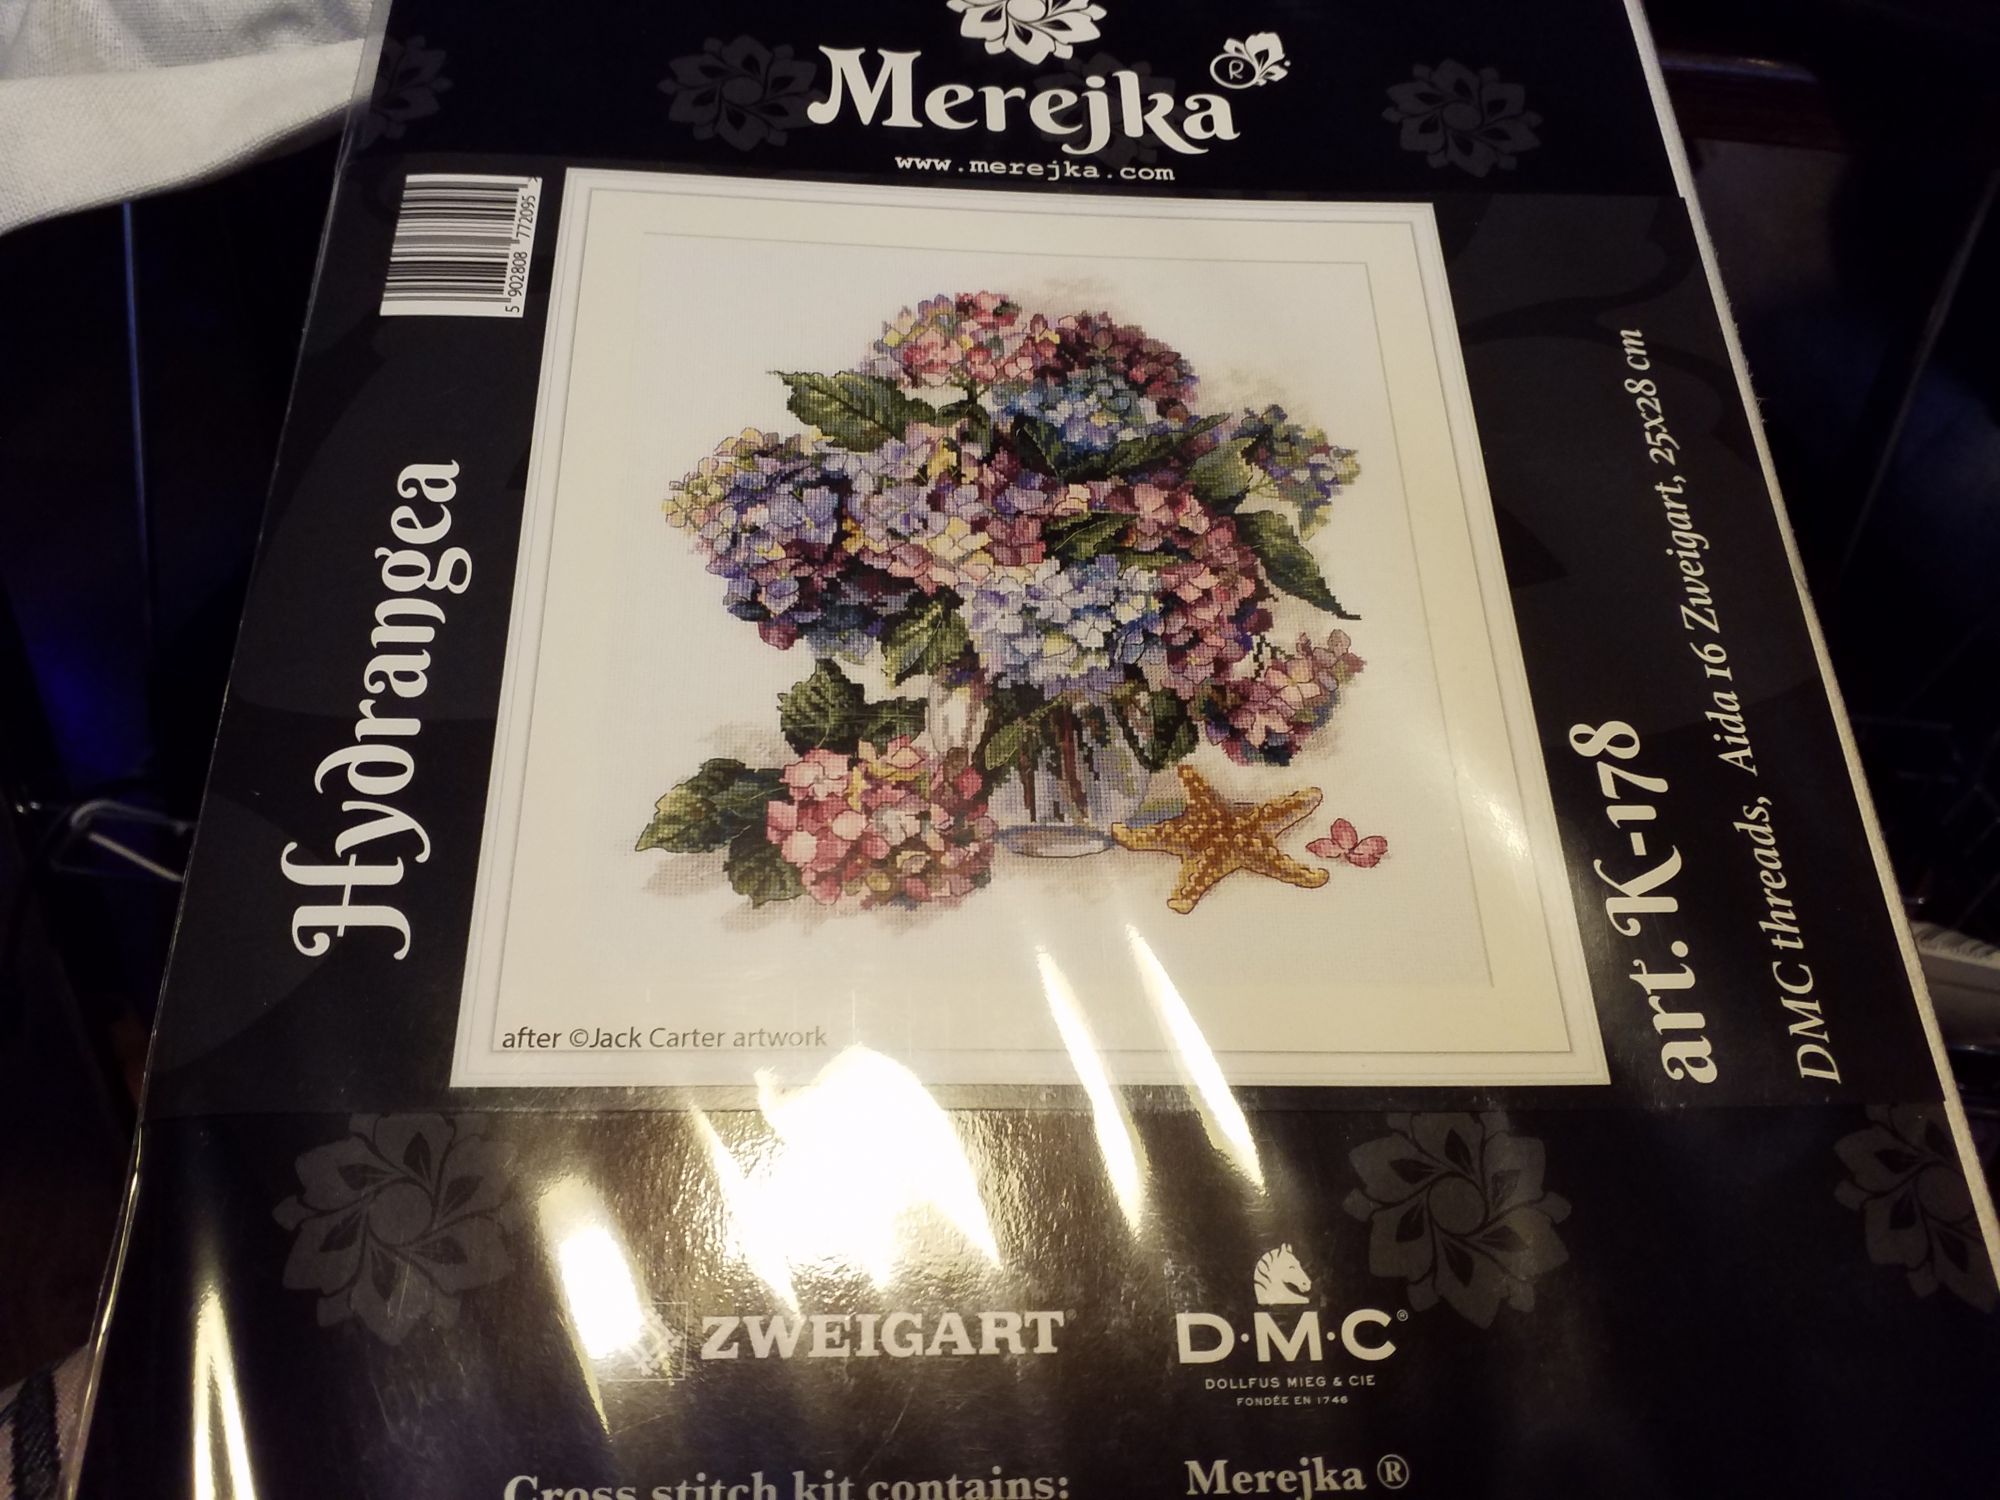 Merejka ®
www.merejka.com
5 902808 772095 >
Hydrangea
art.K-178
DMC threads, Aida 16 Zweigart, 25x28 cm
after ©Jack Carter artwork
ZWEIGART®
D·M·C®
DOLLFUS MIEG & CIE
FONDÉE EN 1746
Cross stitch kit contains:
Merejka ®